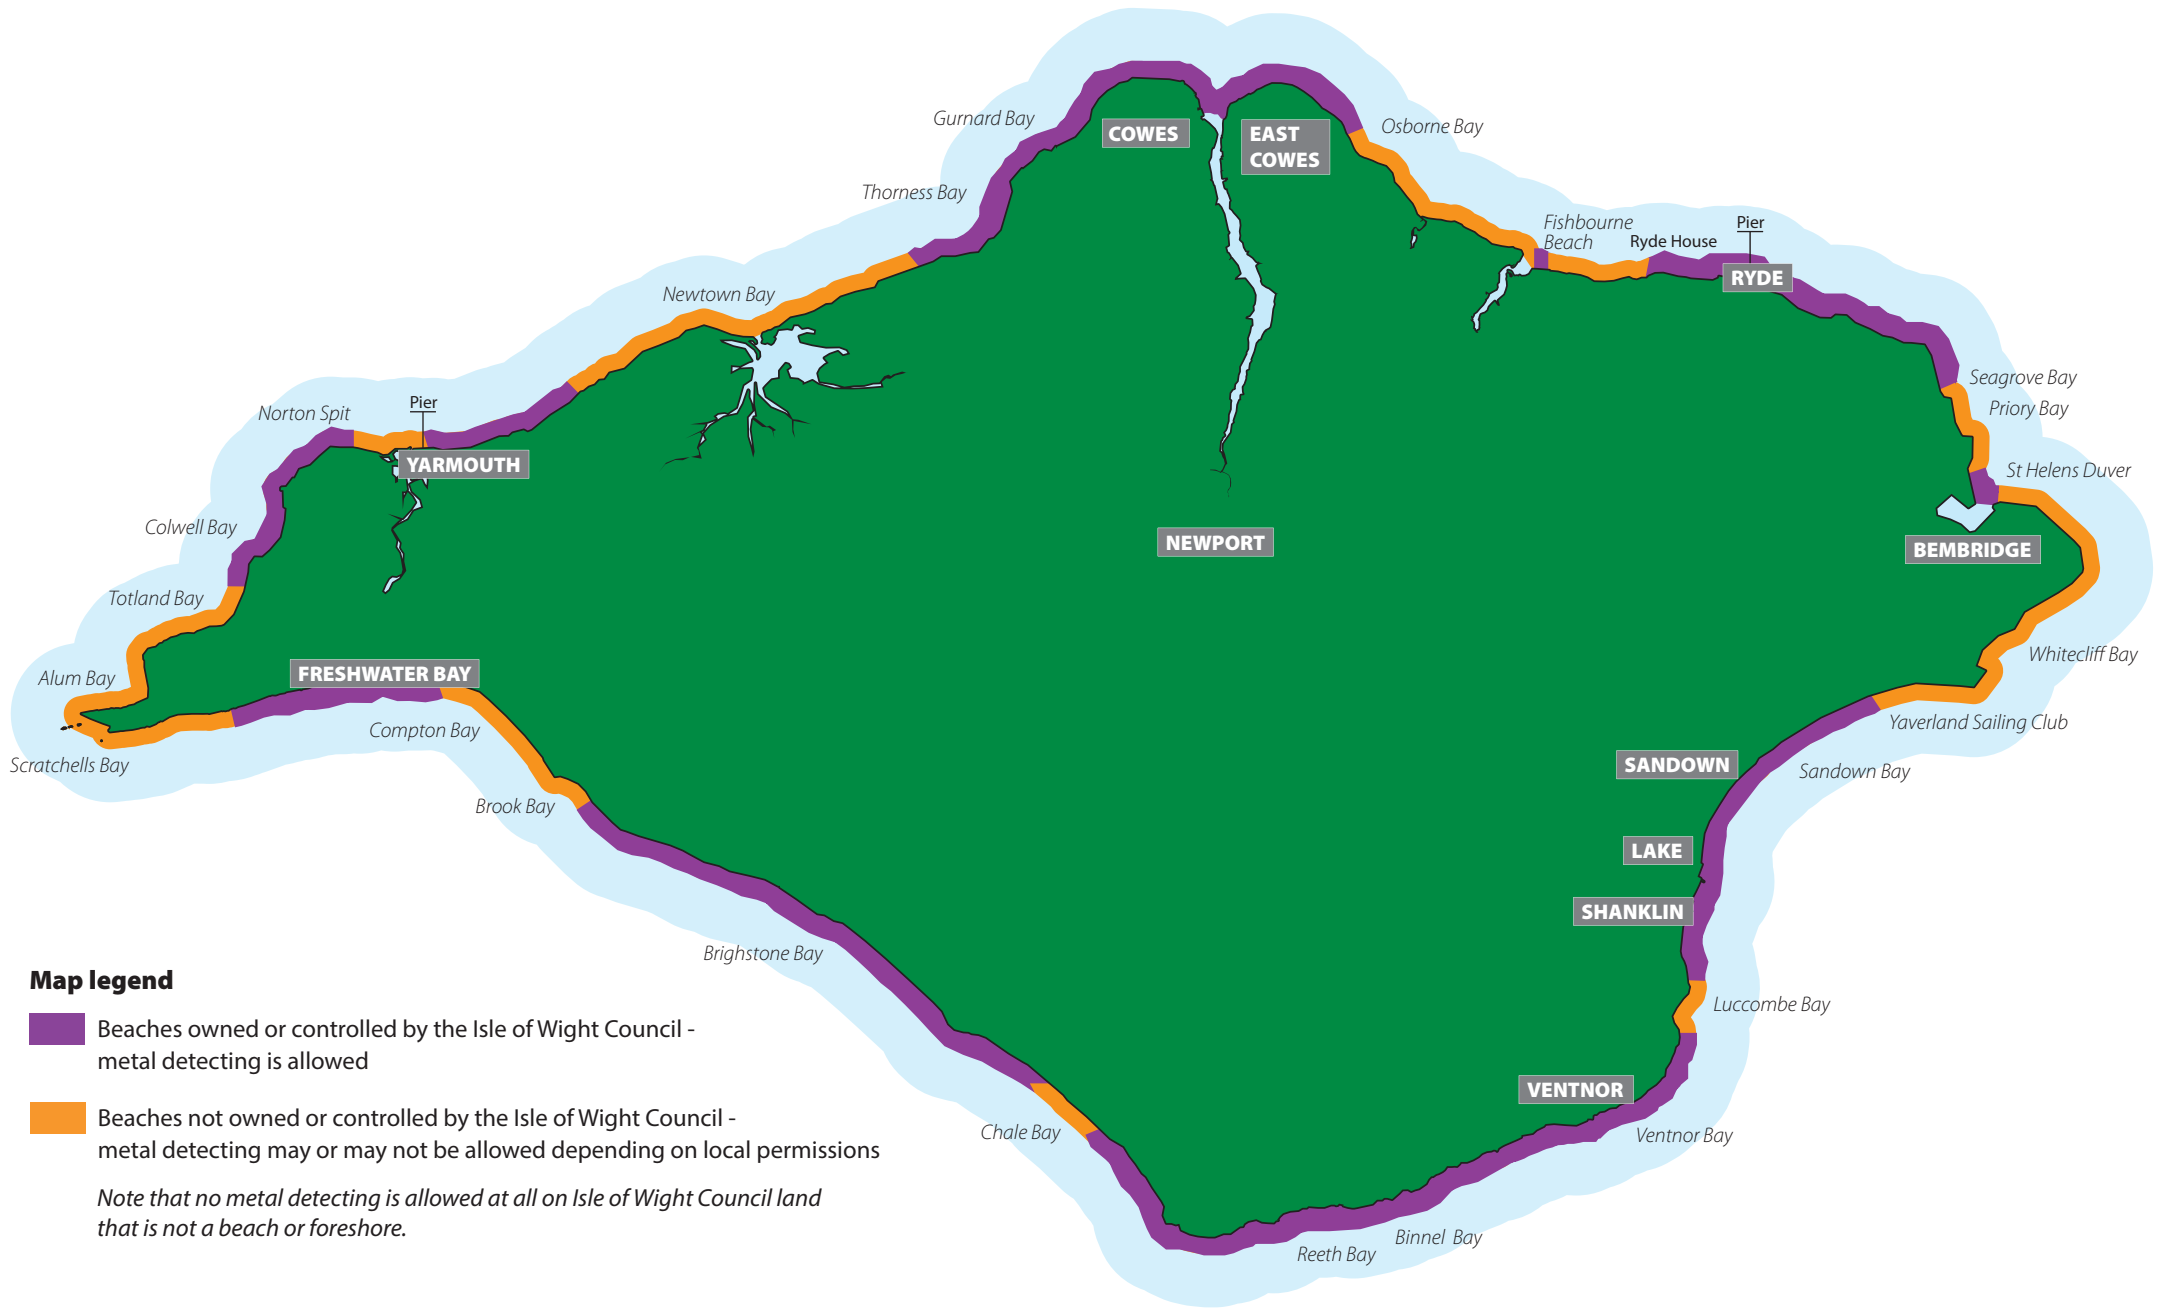 Gurnard Bay
COWES
EAST
COWES
Osborne Bay
Thorness Bay
Fishbourne
Beach
Ryde House
Pier
RYDE
Newtown Bay
Seagrove Bay
Priory Bay
Norton Spit
Pier
YARMOUTH
St Helens Duver
Colwell Bay
NEWPORT
BEMBRIDGE
Totland Bay
Whitecliff Bay
Alum Bay
FRESHWATER BAY
Compton Bay
Yaverland Sailing Club
Scratchells Bay
SANDOWN
Sandown Bay
Brook Bay
LAKE
SHANKLIN
Brighstone Bay
Luccombe Bay
VENTNOR
Chale Bay
Ventnor Bay
Binnel Bay
Reeth Bay
Map legend
Beaches owned or controlled by the Isle of Wight Council -
metal detecting is allowed
Beaches not owned or controlled by the Isle of Wight Council -
metal detecting may or may not be allowed depending on local permissions
Note that no metal detecting is allowed at all on Isle of Wight Council land
that is not a beach or foreshore.